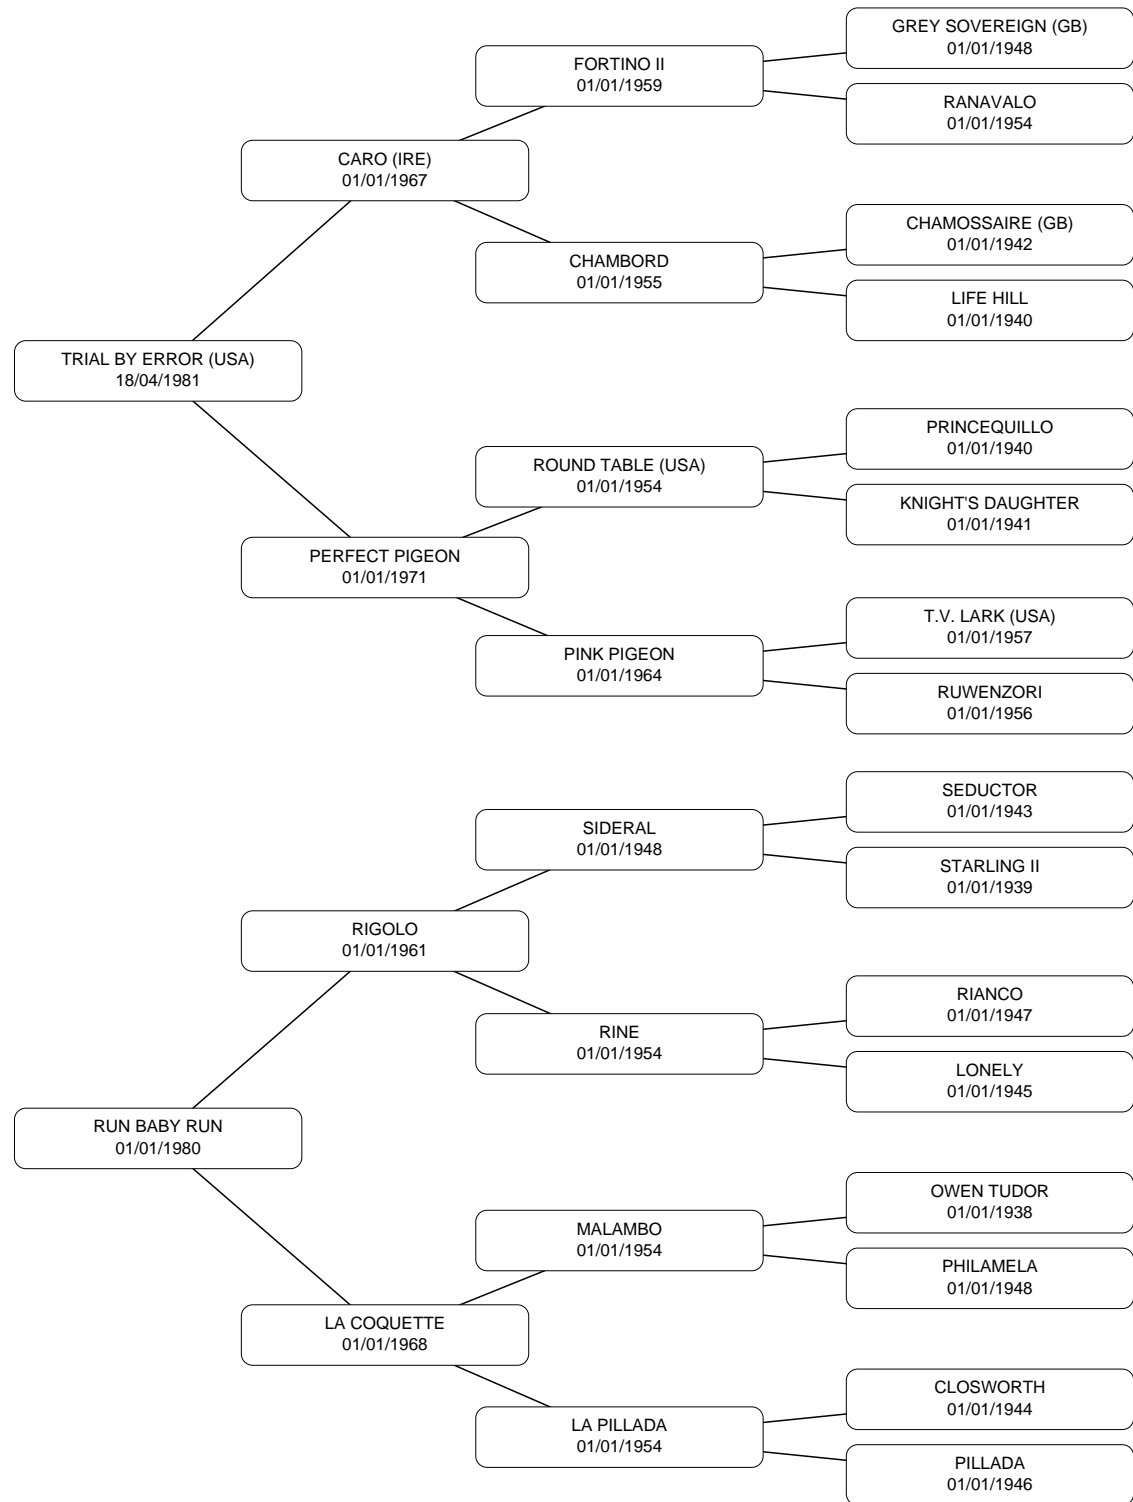 GREY SOVEREIGN (GB)
01/01/1948
FORTINO II
01/01/1959
RANAVALO
01/01/1954
CARO (IRE)
01/01/1967
CHAMOSSAIRE (GB)
01/01/1942
CHAMBORD
01/01/1955
LIFE HILL
01/01/1940
TRIAL BY ERROR (USA)
18/04/1981
PRINCEQUILLO
01/01/1940
ROUND TABLE (USA)
01/01/1954
KNIGHT'S DAUGHTER
01/01/1941
PERFECT PIGEON
01/01/1971
T.V. LARK (USA)
01/01/1957
PINK PIGEON
01/01/1964
RUWENZORI
01/01/1956
SEDUCTOR
01/01/1943
SIDERAL
01/01/1948
STARLING II
01/01/1939
RIGOLO
01/01/1961
RIANCO
01/01/1947
RINE
01/01/1954
LONELY
01/01/1945
RUN BABY RUN
01/01/1980
OWEN TUDOR
01/01/1938
MALAMBO
01/01/1954
PHILAMELA
01/01/1948
LA COQUETTE
01/01/1968
CLOSWORTH
01/01/1944
LA PILLADA
01/01/1954
PILLADA
01/01/1946